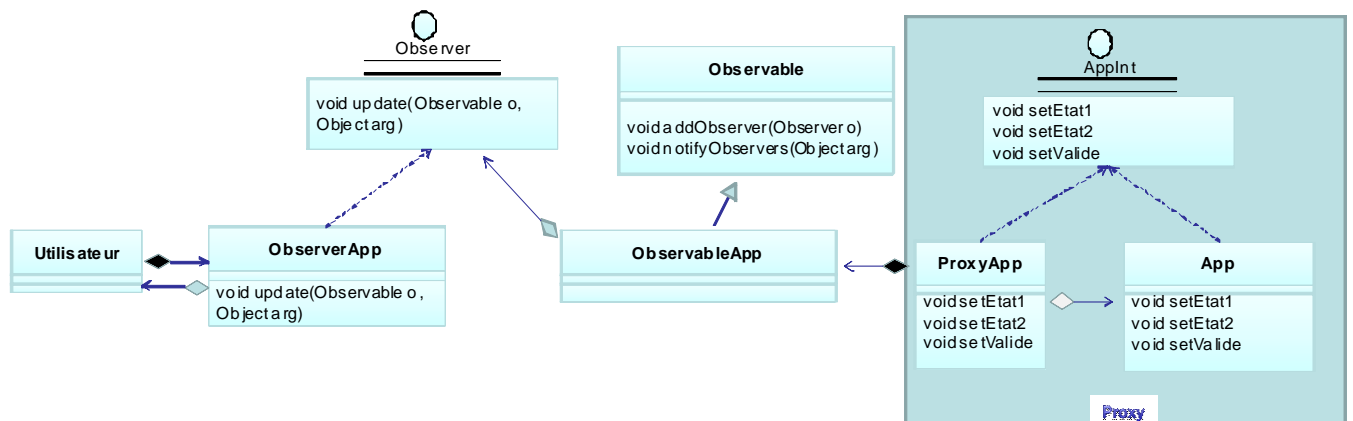 Observer
void update(Observable o,
Object arg)
Observable
void addObserver(Observer o)
void notifyObservers(Object arg)
AppInt
void setEtat1
void setEtat2
void setValide
Utilisateur
ObserverApp
void update(Observable o,
Object arg)
ObservableApp
ProxyApp
void setEtat1
void setEtat2
void setValide
App
void setEtat1
void setEtat2
void setValide
Proxy